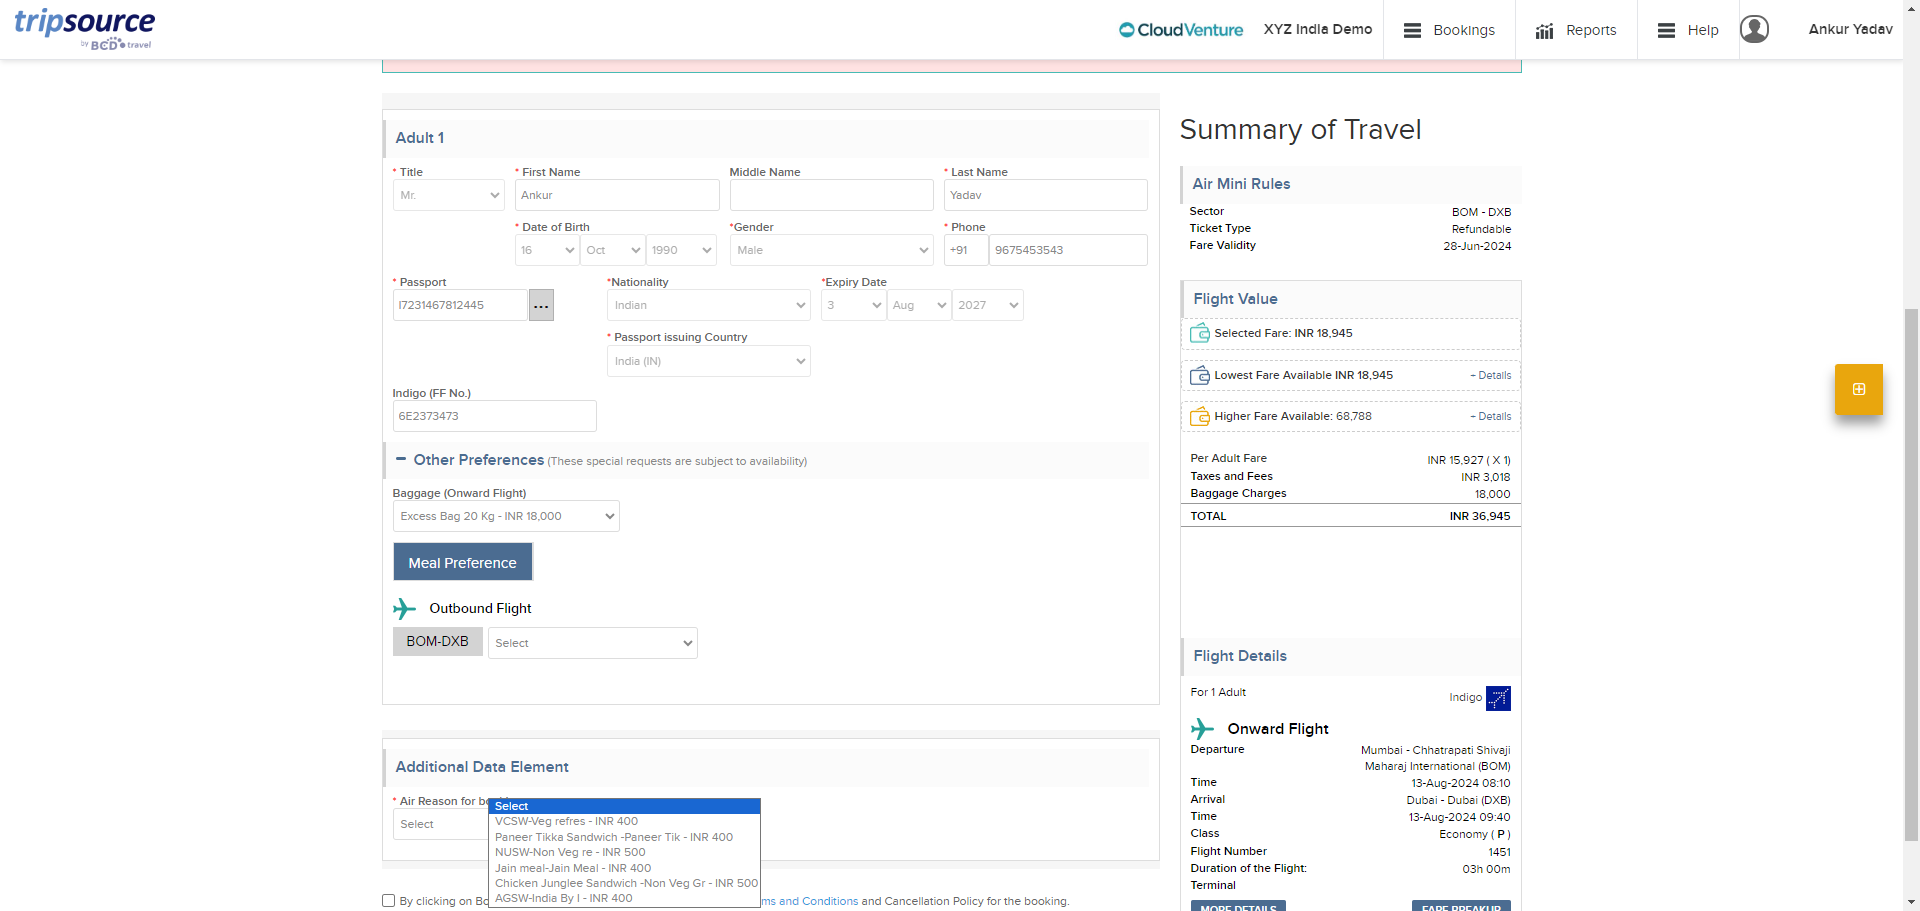 tripsource
by BCD travel
CloudVenture
XYZ India Demo
Bookings
Reports
Help
Ankur Yadav
Adult 1
* Title
* First Name
Middle Name
* Last Name
Mr.
Ankur
Yadav
* Date of Birth
*Gender
* Phone
16
Oct
1990
Male
+91
9675453543
* Passport
*Nationality
*Expiry Date
I7231467812445
...
Indian
3
Aug
2027
* Passport issuing Country
India (IN)
Indigo (FF No.)
6E2373473
Other Preferences (These special requests are subject to availability)
Baggage (Onward Flight)
Excess Bag 20 Kg - INR 18,000
Meal Preference
Outbound Flight
BOM-DXB
Select
Additional Data Element
* Air Reason for bo
Select
Select
VCSW-Veg refres - INR 400
Paneer Tikka Sandwich -Paneer Tik - INR 400
NUSW-Non Veg re - INR 500
Jain meal-Jain Meal - INR 400
Chicken Junglee Sandwich -Non Veg Gr - INR 500
AGSW-India By I - INR 400
By clicking on Bo
ms and Conditions and Cancellation Policy for the booking.
Summary of Travel
Air Mini Rules
Sector BOM - DXB
Ticket Type Refundable
Fare Validity 28-Jun-2024
Flight Value
Selected Fare: INR 18,945
Lowest Fare Available INR 18,945 + Details
Higher Fare Available: 68,788 + Details
Per Adult Fare INR 15,927 ( X 1)
Taxes and Fees INR 3,018
Baggage Charges 18,000
TOTAL INR 36,945
Flight Details
For 1 Adult Indigo
Onward Flight
Departure Mumbai - Chhatrapati Shivaji
Maharaj International (BOM)
Time 13-Aug-2024 08:10
Arrival Dubai - Dubai (DXB)
Time 13-Aug-2024 09:40
Class Economy ( P )
Flight Number 1451
Duration of the Flight: 03h 00m
Terminal
MORE DETAILS FARE BREAKUP